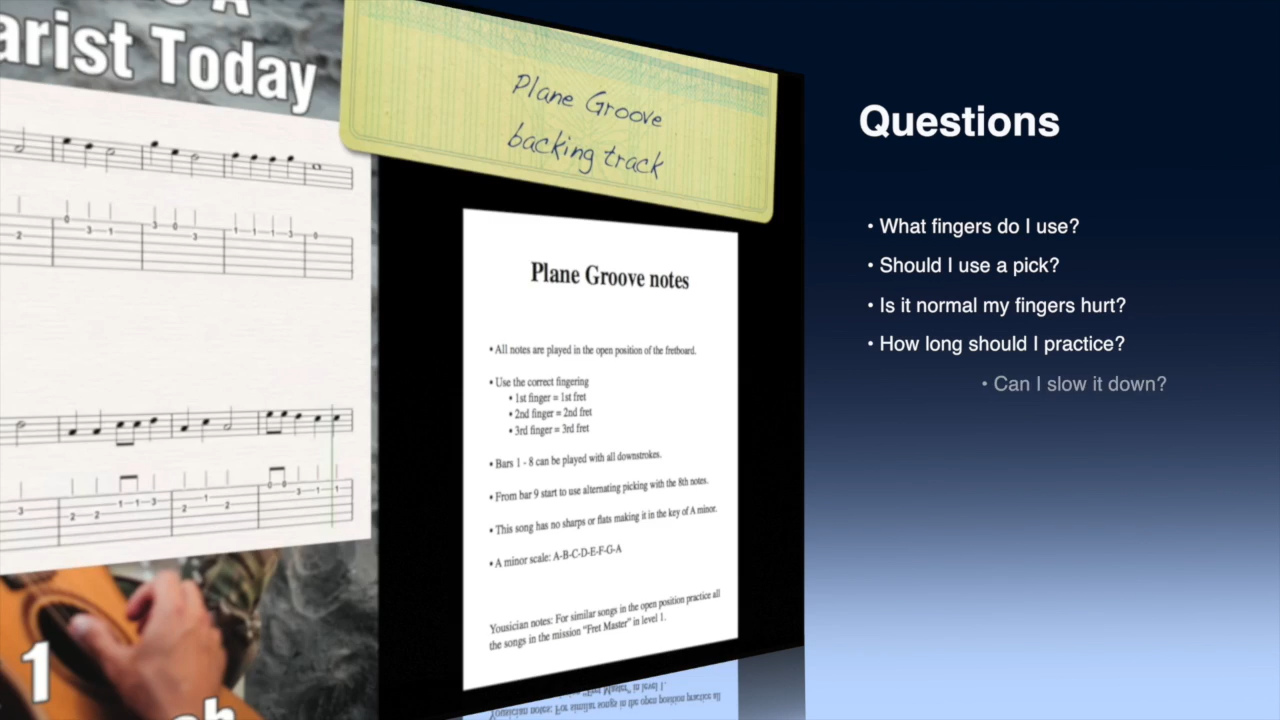 arist Today
Plane Groove
backing track
Plane Groove notes
• All notes are played in the open position of the fretboard.
• Use the correct fingering
• 1st finger = 1st fret
• 2nd finger = 2nd fret
• 3rd finger = 3rd fret
• Bars 1 - 8 can be played with all downstrokes.
• From bar 9 start to use alternating picking with the 8th notes.
• This song has no sharps or flats making it in the key of A minor.
• A minor scale: A-B-C-D-E-F-G-A
Yousician notes: For similar songs in the open position practice all
the songs in the mission "Fret Master" in level 1.
1
Questions
• What fingers do I use?
• Should I use a pick?
• Is it normal my fingers hurt?
• How long should I practice?
• Can I slow it down?